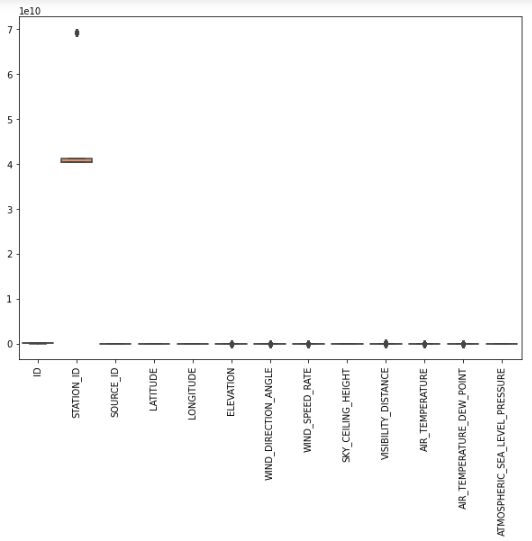 1e10
7
6
5
4
3
2
1
0
ID
STATION_ID
SOURCE_ID
LATITUDE
LONGITUDE
ELEVATION
WIND_DIRECTION_ANGLE
WIND_SPEED_RATE
SKY_CEILING_HEIGHT
VISIBILITY_DISTANCE
AIR_TEMPERATURE
AIR_TEMPERATURE_DEW_POINT
ATMOSPHERIC_SEA_LEVEL_PRESSURE